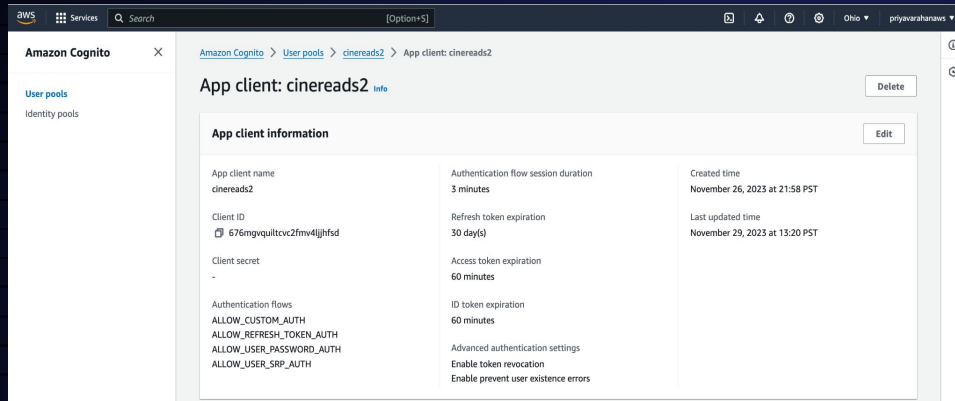 aws
Services
Search
[Option+S]
Ohio
priyavarahanaws
Amazon Cognito
User pools
Identity pools
Amazon Cognito > User pools > cinereads2 > App client: cinereads2
App client: cinereads2 Info
Delete
App client information
Edit
App client name
cinereads2
Client ID
676mgvquiltcvc2fmv4ljjhfsd
Client secret
-
Authentication flows
ALLOW_CUSTOM_AUTH
ALLOW_REFRESH_TOKEN_AUTH
ALLOW_USER_PASSWORD_AUTH
ALLOW_USER_SRP_AUTH
Authentication flow session duration
3 minutes
Refresh token expiration
30 day(s)
Access token expiration
60 minutes
ID token expiration
60 minutes
Advanced authentication settings
Enable token revocation
Enable prevent user existence errors
Created time
November 26, 2023 at 21:58 PST
Last updated time
November 29, 2023 at 13:20 PST